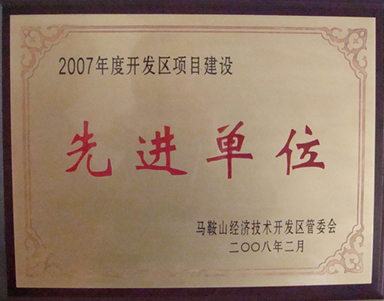 2007年度开发区项目建设
先进单位
马鞍山经济技术开发区管委会
二〇〇八年二月